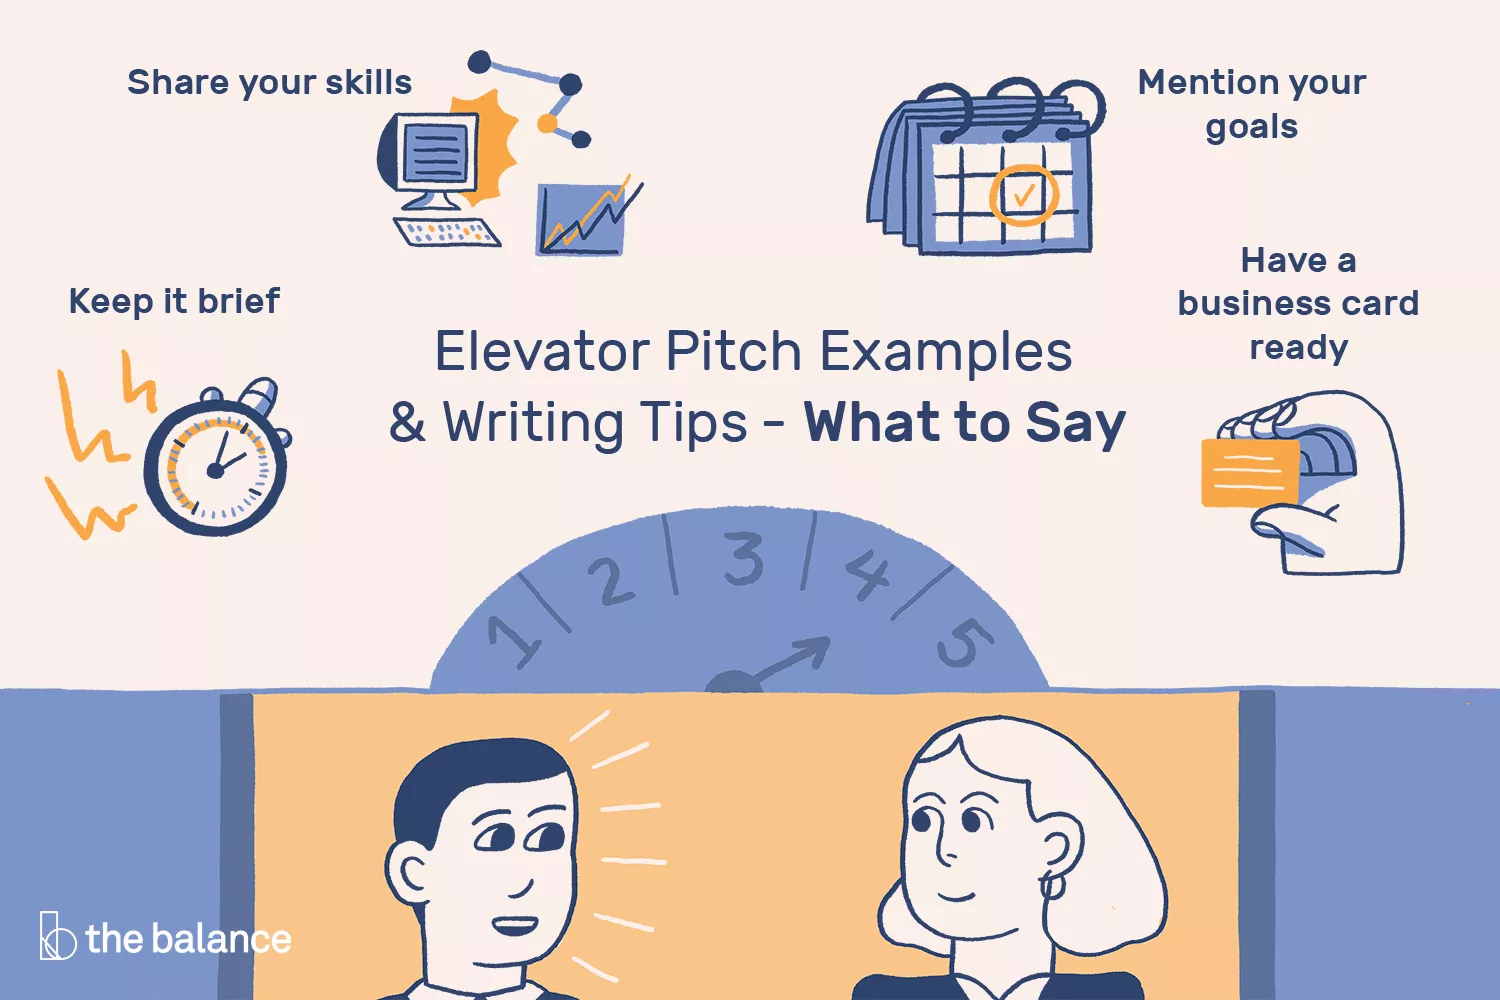 Share your skills
Mention your
goals
Keep it brief
Have a
business card
ready
Elevator Pitch Examples
& Writing Tips - What to Say
1 2 3 4 5
the balance